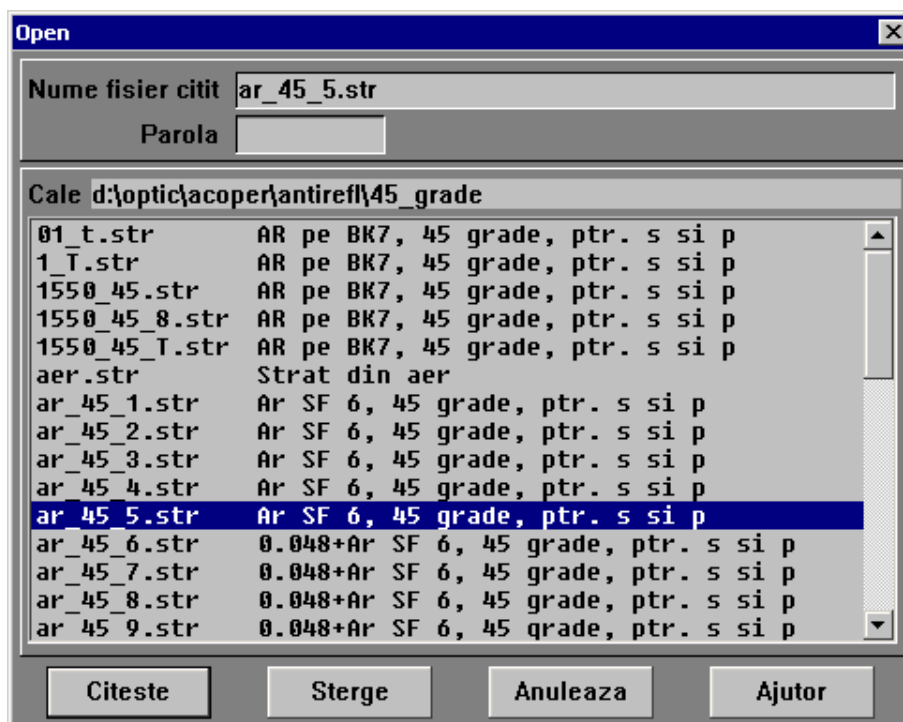 Open
Nume fisier citit ar_45_5.str
Parola
Cale d:\optic\acoper\antirefl\45_grade
01_t.str AR pe BK7, 45 grade, ptr. s si p
1_T.str AR pe BK7, 45 grade, ptr. s si p
1550_45.str AR pe BK7, 45 grade, ptr. s si p
1550_45_8.str AR pe BK7, 45 grade, ptr. s si p
1550_45_T.str AR pe BK7, 45 grade, ptr. s si p
aer.str Strat din aer
ar_45_1.str Ar SF 6, 45 grade, ptr. s si p
ar_45_2.str Ar SF 6, 45 grade, ptr. s si p
ar_45_3.str Ar SF 6, 45 grade, ptr. s si p
ar_45_4.str Ar SF 6, 45 grade, ptr. s si p
ar_45_5.str Ar SF 6, 45 grade, ptr. s si p
ar_45_6.str 0.048+Ar SF 6, 45 grade, ptr. s si p
ar_45_7.str 0.048+Ar SF 6, 45 grade, ptr. s si p
ar_45_8.str 0.048+Ar SF 6, 45 grade, ptr. s si p
ar_45_9.str 0.048+Ar SF 6, 45 grade, ptr. s si p
Citeste Sterge Anuleaza Ajutor